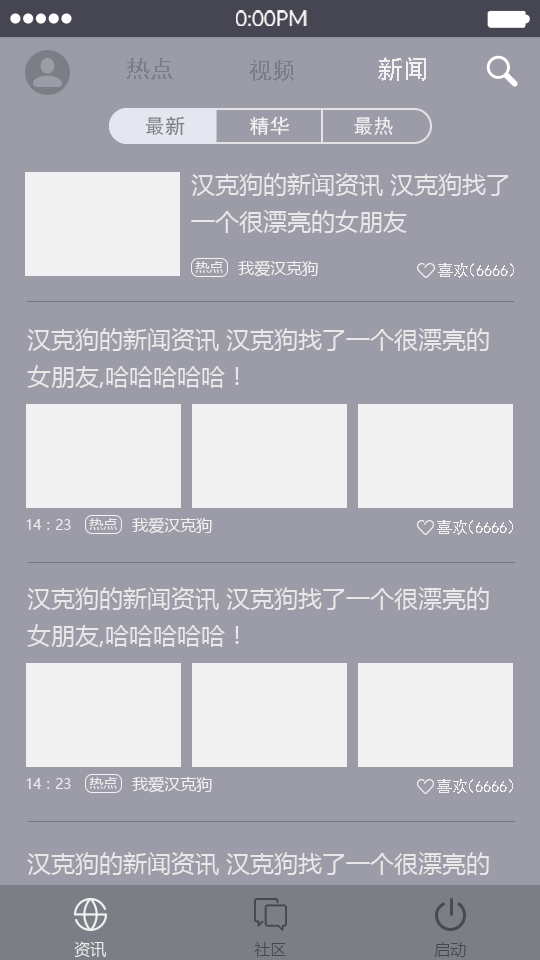 0:00PM
热点 视频 新闻
最新 精华 最热
汉克狗的新闻资讯 汉克狗找了
一个很漂亮的女朋友
热点 我爱汉克狗 喜欢(6666)
汉克狗的新闻资讯 汉克狗找了一个很漂亮的
女朋友,哈哈哈哈哈！
14 : 23 热点 我爱汉克狗 喜欢(6666)
汉克狗的新闻资讯 汉克狗找了一个很漂亮的
女朋友,哈哈哈哈哈！
14 : 23 热点 我爱汉克狗 喜欢(6666)
汉克狗的新闻资讯 汉克狗找了一个很漂亮的
资讯 社区 启动